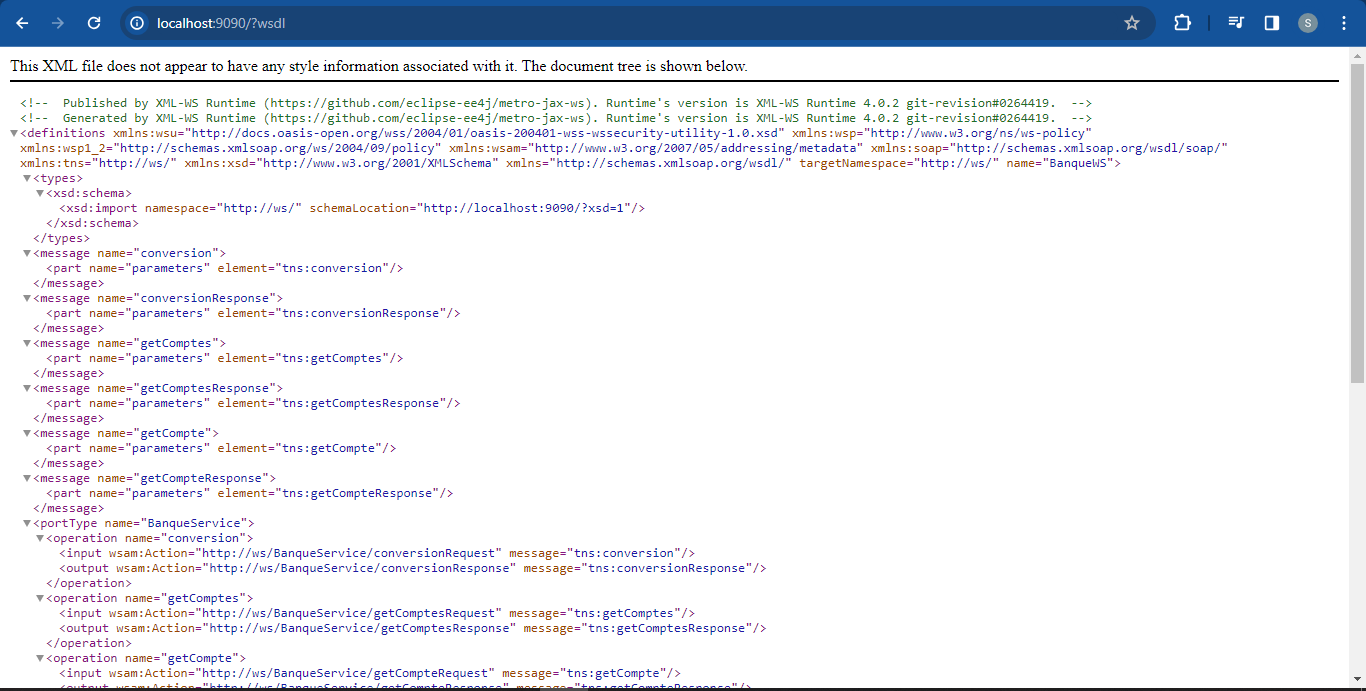 localhost:9090/?wsdl
S
This XML file does not appear to have any style information associated with it. The document tree is shown below.
<!-- Published by XML-WS Runtime (https://github.com/eclipse-ee4j/metro-jax-ws). Runtime's version is XML-WS Runtime 4.0.2 git-revision#0264419. -->
<!-- Generated by XML-WS Runtime (https://github.com/eclipse-ee4j/metro-jax-ws). Runtime's version is XML-WS Runtime 4.0.2 git-revision#0264419. -->
<definitions xmlns:wsu="http://docs.oasis-open.org/wss/2004/01/oasis-200401-wss-wssecurity-utility-1.0.xsd" xmlns:wsp="http://www.w3.org/ns/ws-policy"
xmlns:wsp1_2="http://schemas.xmlsoap.org/ws/2004/09/policy" xmlns:wsam="http://www.w3.org/2007/05/addressing/metadata" xmlns:soap="http://schemas.xmlsoap.org/wsdl/soap/"
xmlns:tns="http://ws/" xmlns:xsd="http://www.w3.org/2001/XMLSchema" xmlns="http://schemas.xmlsoap.org/wsdl/" targetNamespace="http://ws/" name="BanqueWS">
<types>
<xsd:schema>
<xsd:import namespace="http://ws/" schemaLocation="http://localhost:9090/?xsd=1"/>
</xsd:schema>
</types>
<message name="conversion">
<part name="parameters" element="tns:conversion"/>
</message>
<message name="conversionResponse">
<part name="parameters" element="tns:conversionResponse"/>
</message>
<message name="getComptes">
<part name="parameters" element="tns:getComptes"/>
</message>
<message name="getComptesResponse">
<part name="parameters" element="tns:getComptesResponse"/>
</message>
<message name="getCompte">
<part name="parameters" element="tns:getCompte"/>
</message>
<message name="getCompteResponse">
<part name="parameters" element="tns:getCompteResponse"/>
</message>
<portType name="BanqueService">
<operation name="conversion">
<input wsam:Action="http://ws/BanqueService/conversionRequest" message="tns:conversion"/>
<output wsam:Action="http://ws/BanqueService/conversionResponse" message="tns:conversionResponse"/>
</operation>
<operation name="getComptes">
<input wsam:Action="http://ws/BanqueService/getComptesRequest" message="tns:getComptes"/>
<output wsam:Action="http://ws/BanqueService/getComptesResponse" message="tns:getComptesResponse"/>
</operation>
<operation name="getCompte">
<input wsam:Action="http://ws/BanqueService/getCompteRequest" message="tns:getCompte"/>
<output wsam:Action="http://ws/BanqueService/getCompteResponse" message="tns:getCompteResponse"/>